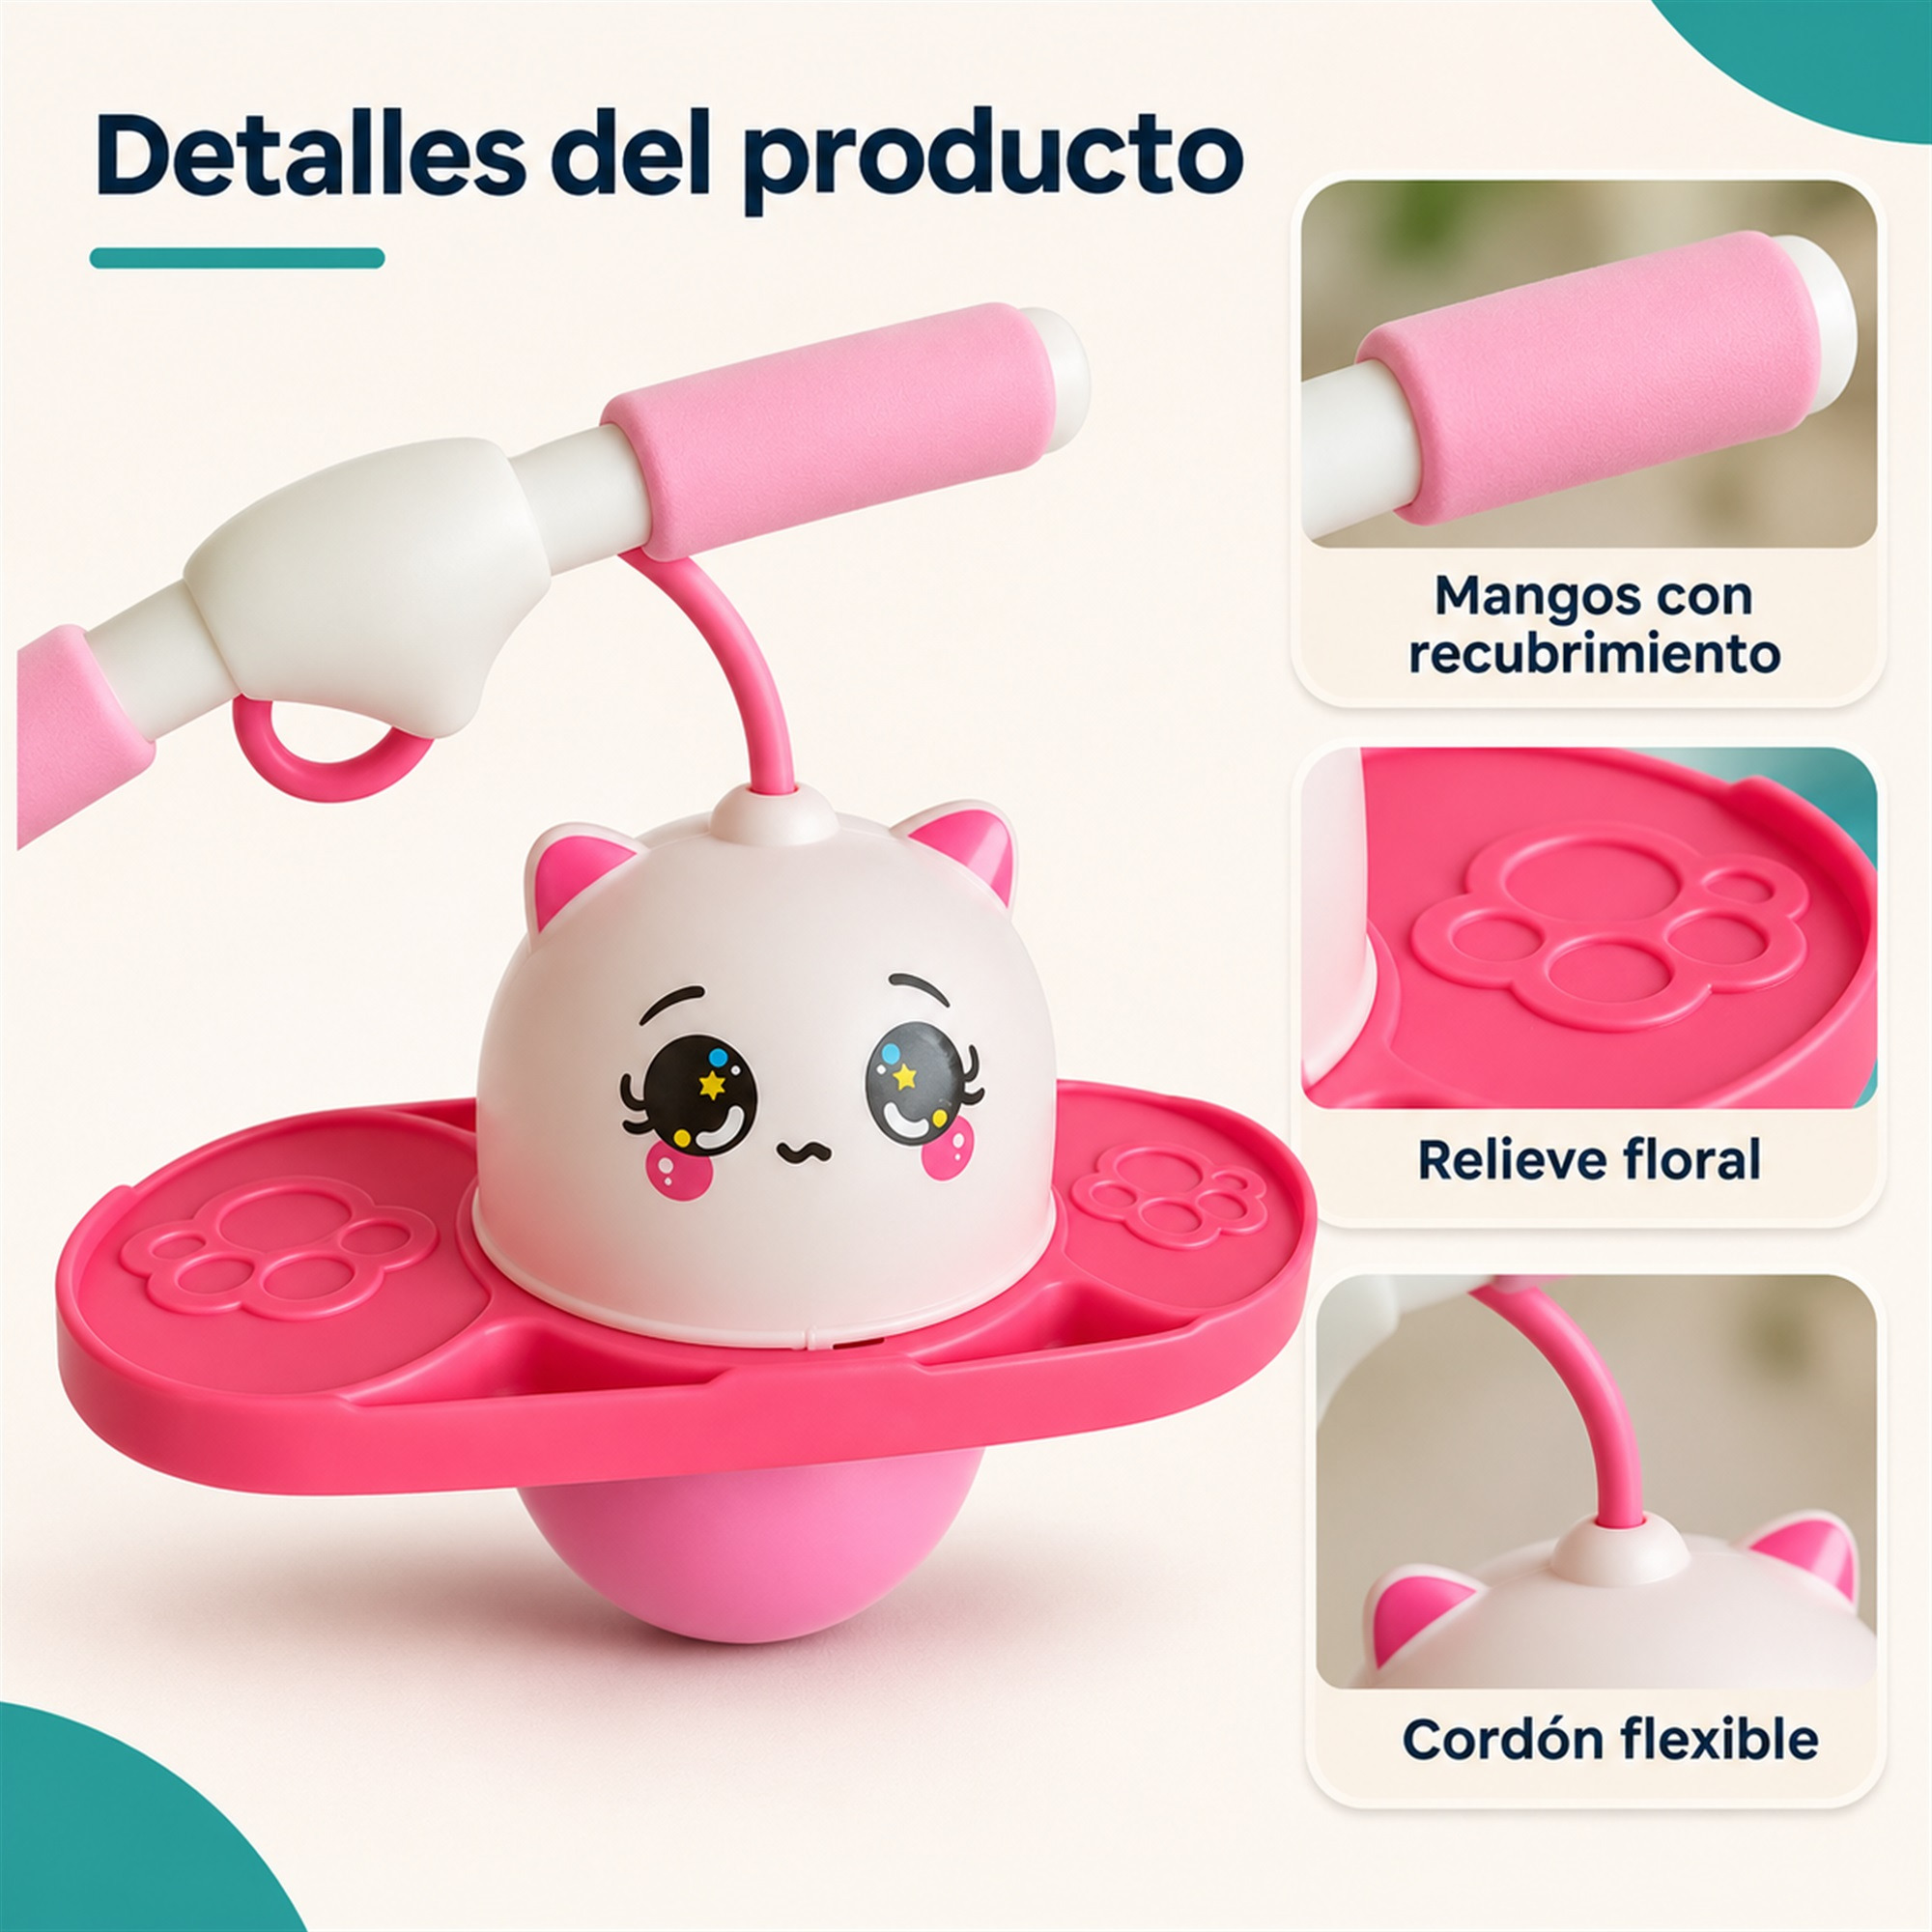 Detalles del producto
Mangos con
recubrimiento
Relieve floral
Cordón flexible